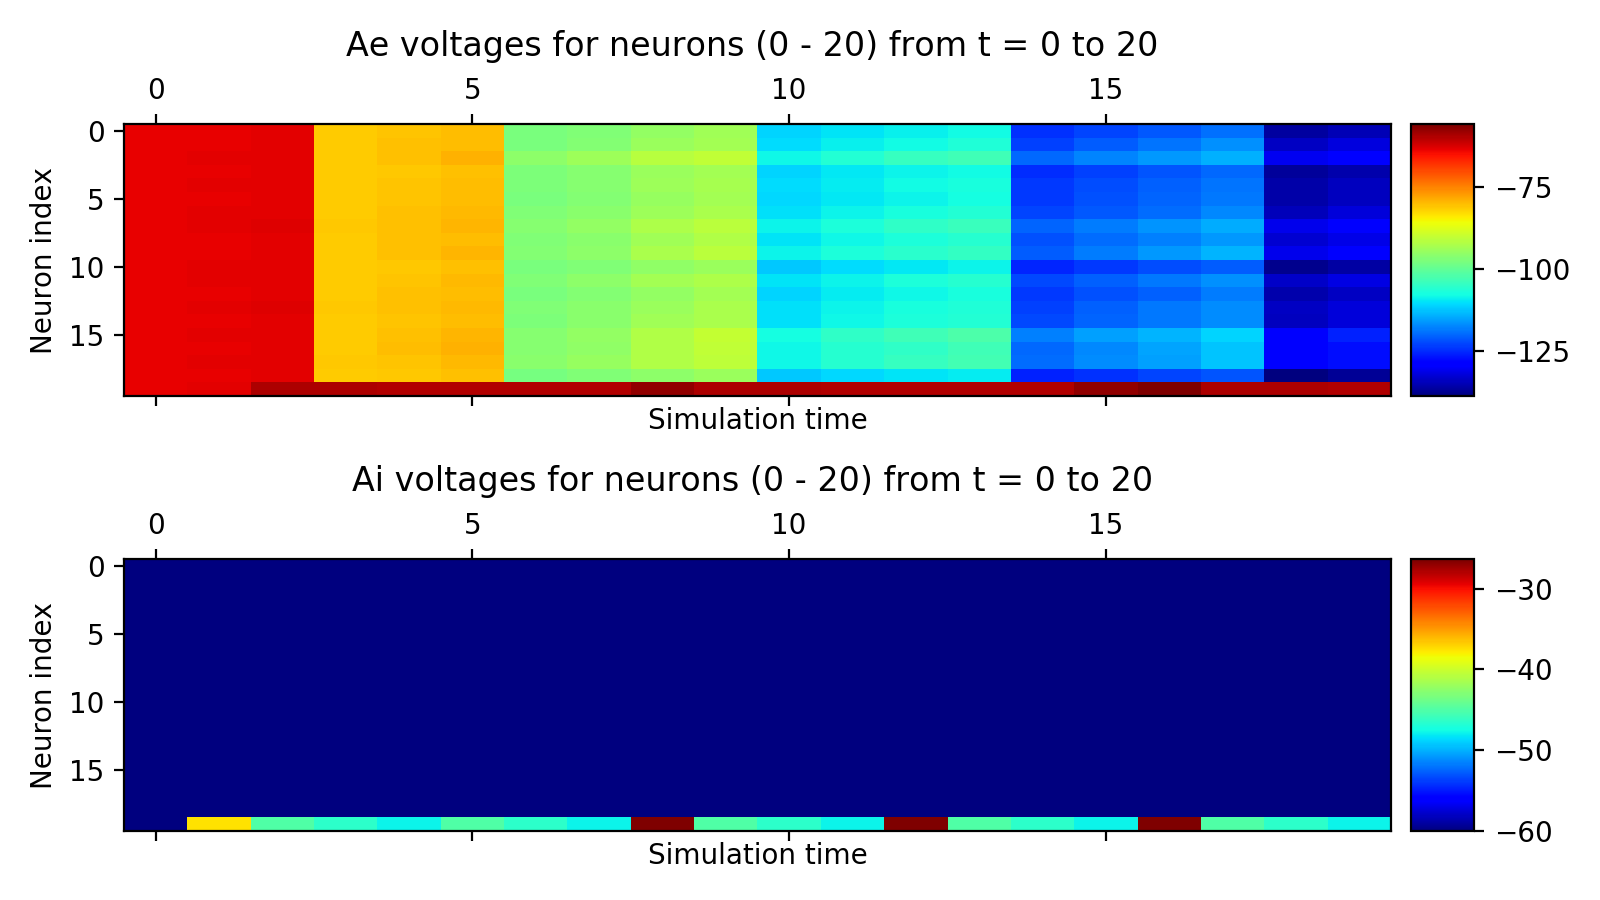 Ae voltages for neurons (0 - 20) from t = 0 to 20
0 5 10 15
Neuron index
0
5
10
15
Simulation time
−75
−100
−125
Ai voltages for neurons (0 - 20) from t = 0 to 20
0 5 10 15
Neuron index
0
5
10
15
Simulation time
−30
−40
−50
−60